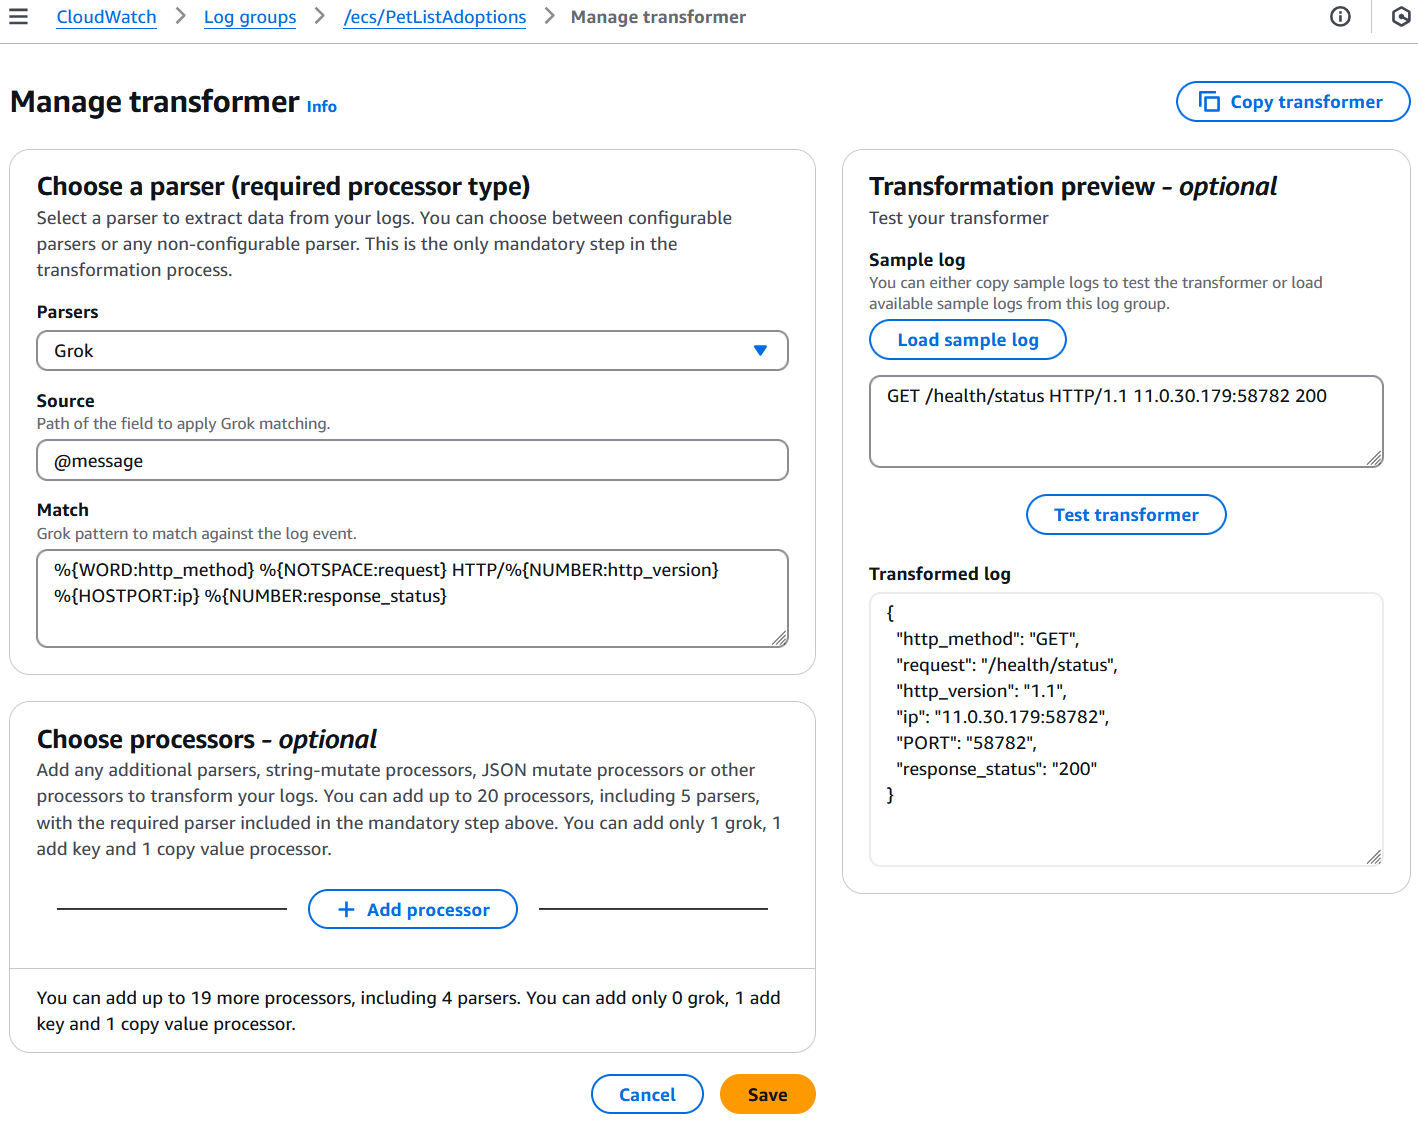 CloudWatch > Log groups > /ecs/PetListAdoptions > Manage transformer
Manage transformer Info
Copy transformer
Choose a parser (required processor type)
Select a parser to extract data from your logs. You can choose between configurable
parsers or any non-configurable parser. This is the only mandatory step in the
transformation process.
Parsers
Grok
Source
Path of the field to apply Grok matching.
@message
Match
Grok pattern to match against the log event.
%{WORD:http_method} %{NOTSPACE:request} HTTP/%{NUMBER:http_version}
%{HOSTPORT:ip} %{NUMBER:response_status}
Choose processors - optional
Add any additional parsers, string-mutate processors, JSON mutate processors or other
processors to transform your logs. You can add up to 20 processors, including 5 parsers,
with the required parser included in the mandatory step above. You can add only 1 grok, 1
add key and 1 copy value processor.
+ Add processor
You can add up to 19 more processors, including 4 parsers. You can add only 0 grok, 1 add
key and 1 copy value processor.
Cancel
Save
Transformation preview - optional
Test your transformer
Sample log
You can either copy sample logs to test the transformer or load
available sample logs from this log group.
Load sample log
GET /health/status HTTP/1.1 11.0.30.179:58782 200
Test transformer
Transformed log
{
"http_method": "GET",
"request": "/health/status",
"http_version": "1.1",
"ip": "11.0.30.179:58782",
"PORT": "58782",
"response_status": "200"
}